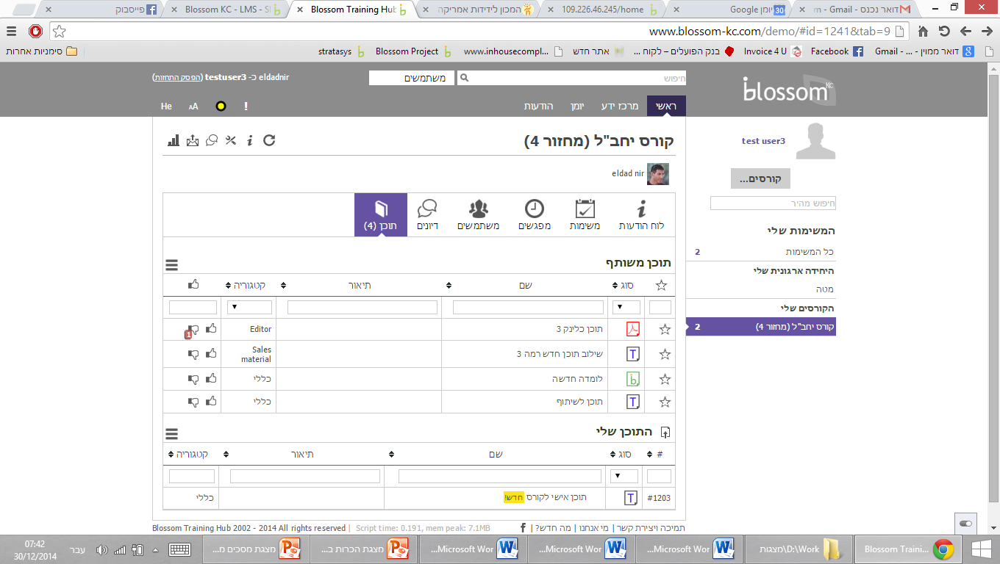 דואר נכנס - Gmail - m
יומן Google
109.226.46.245/home
המכון לידידות אמריקה
Blossom Training Hub
Blossom KC - LMS - S
פייסבוק
www.blossom-kc.com/demo/#id=1241&tab=9
דואר ממוין - ... - Gmail
Facebook
Invoice 4 U
בנק הפועלים – לקוח ...
אתר חדש
www.inhousecompl...
Blossom Project
stratasys
סימניות אחרות
blossom KC
חיפוש
משתמשים
eldadnir כ- testuser3 (הפסק התחזות)
ראשי
מרכז ידע
יומן
הודעות
!
AA
He
test user3
קורסים...
חיפוש מהיר
המשימות שלי
כל המשימות 2
היחידה ארגונית שלי
מטה
הקורסים שלי
קורס יחב"ל (מחזור 4) 2
קורס יחב"ל (מחזור 4)
eldad nir
לוח הודעות
משימות
מפגשים
משתמשים
דיונים
תוכן (4)
תוכן משותף
סוג שם תיאור קטגוריה
תוכן כלינק 3 Editor 1
שילוב תוכן חדש רמה 3 Sales material
לומדה חדשה כללי
תוכן לשיתוף כללי
התוכן שלי
# סוג שם תיאור קטגוריה
#1203 תוכן אישי לקורס חדש! כללי
תמיכה ויצירת קשר | מי אנחנו | מה חדש? |
Blossom Training Hub 2002 - 2014 All rights reserved | Script time: 0.191, mem peak: 7.1MB
Blossom Traini...
D:\Work\מצגות
Microsoft Wor...
Microsoft Wor...
Microsoft Wor...
מצגת הכרות ב...
מצגת מסכים מ...
עבר
07:42
30/12/2014